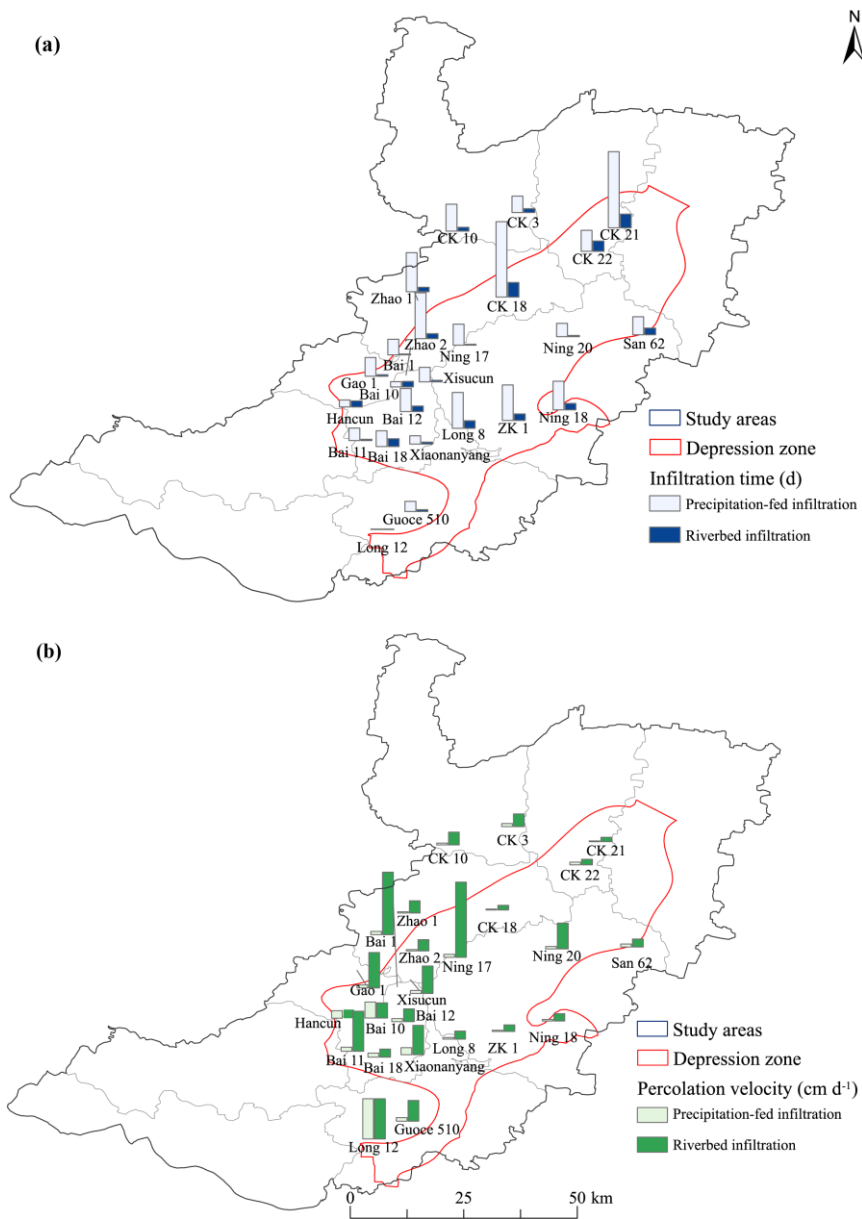 N
(a)
CK 3
CK 10
CK 21
CK 22
Zhao 1
CK 18
Zhao 2
Ning 17
Ning 20
San 62
Bai 1
Gao 1
Xisucun
Bai 10
Hancun
Bai 12
Long 8
ZK 1
Ning 18
Bai 11
Bai 18
Xiaonanyang
Guoce 510
Long 12
Study areas
Depression zone
Infiltration time (d)
Precipitation-fed infiltration
Riverbed infiltration
(b)
CK 3
CK 10
CK 21
CK 22
Zhao 1
CK 18
Bai 1
Zhao 2
Ning 17
Ning 20
San 62
Gao 1
Xisucun
Hancun
Bai 10
Bai 12
Ning 18
Bai 11
Bai 18
Xiaonanyang
Long 8
ZK 1
Guoce 510
Long 12
Study areas
Depression zone
Percolation velocity (cm d⁻¹)
Precipitation-fed infiltration
Riverbed infiltration
0 25 50 km